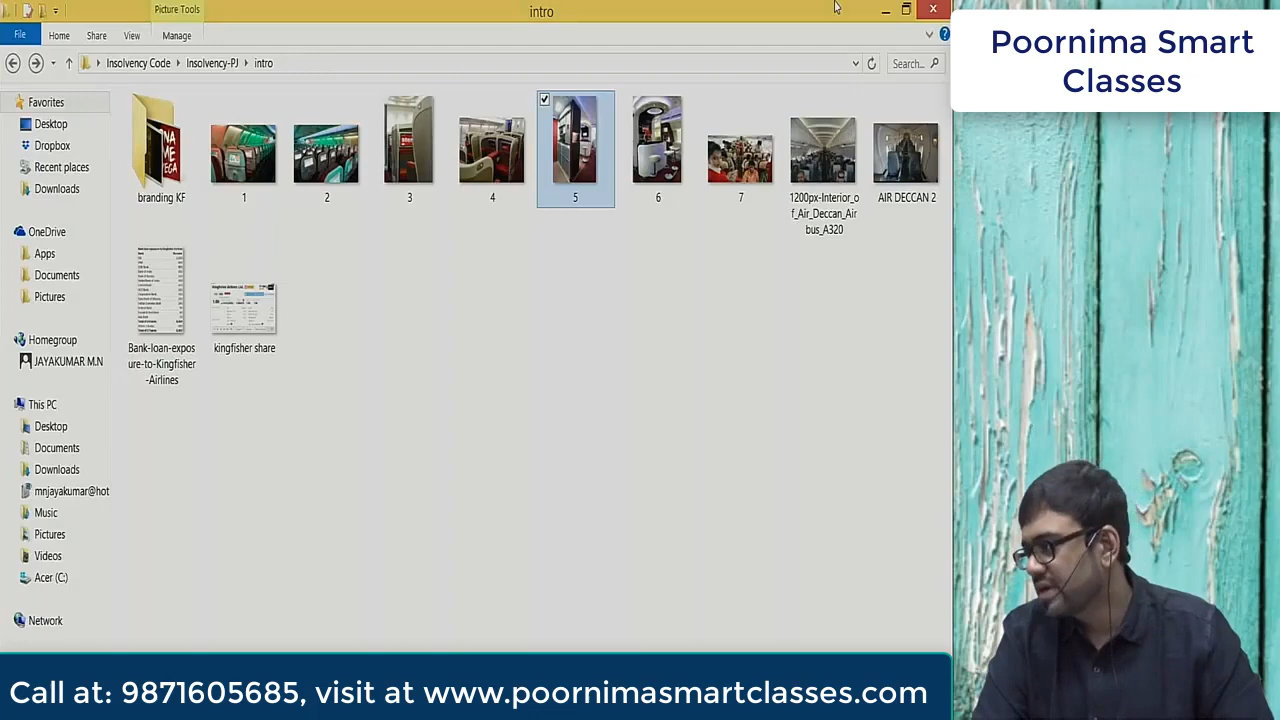 Picture Tools
intro
File
Home
Share
View
Manage
Insolvency Code
Insolvency-PJ
intro
Search...
Poornima Smart
Classes
Favorites
Desktop
Dropbox
Recent places
Downloads
OneDrive
Apps
Documents
Pictures
Homegroup
JAYAKUMAR M.N
This PC
Desktop
Documents
Downloads
mnjayakumar@hot
Music
Pictures
Videos
Acer (C:)
Network
branding KF
1
2
3
4
5
6
7
1200px-Interior_o
f_Air_Deccan_Air
bus_A320
AIR DECCAN 2
Bank-loan-expos
ure-to-Kingfisher
-Airlines
kingfisher share
Call at: 9871605685, visit at www.poornimasmartclasses.com